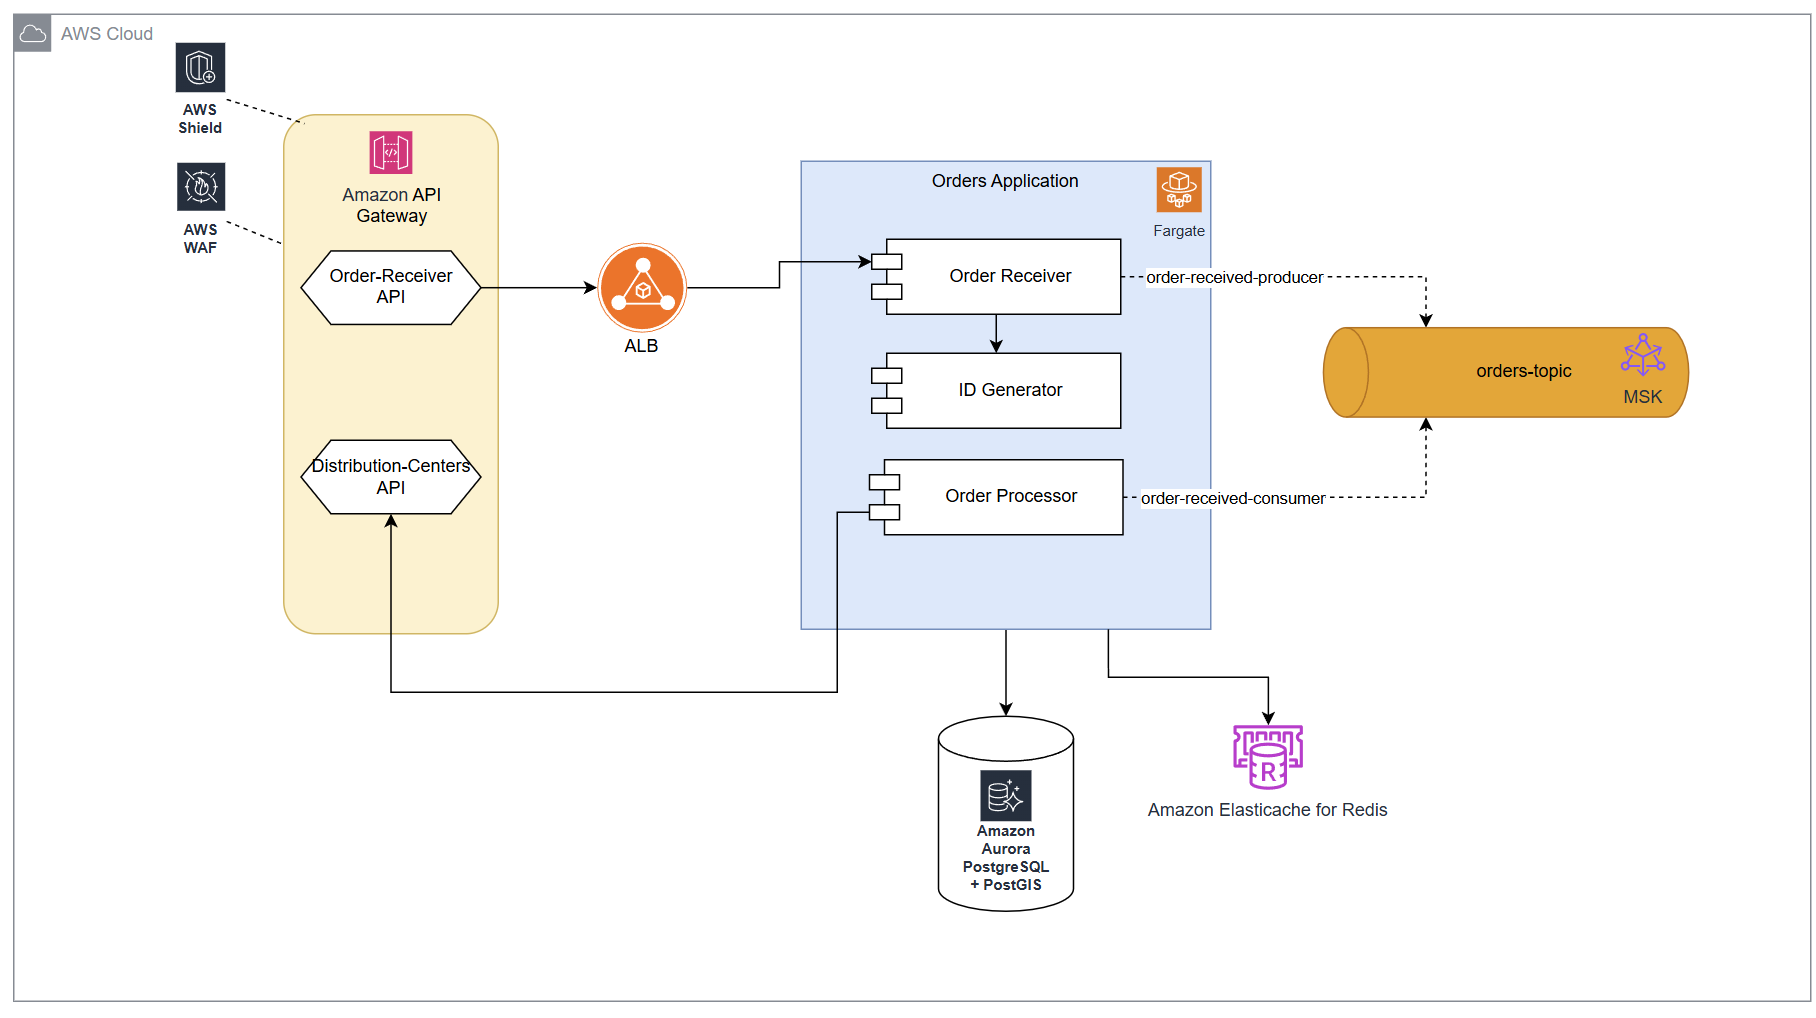 AWS Cloud
AWS
Shield
AWS
WAF
Amazon API
Gateway
Order-Receiver
API
Distribution-Centers
API
ALB
Orders Application
Fargate
Order Receiver
ID Generator
Order Processor
order-received-producer
order-received-consumer
orders-topic
MSK
Amazon
Aurora
PostgreSQL
+ PostGIS
R
Amazon Elasticache for Redis